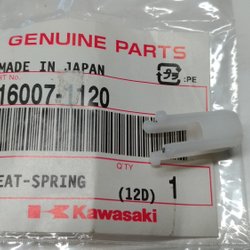 GENUINE PARTS
MADE IN JAPAN
:PE
16007-1120
Q'TY
EAT-SPRING
(12D) 1
Kawasaki